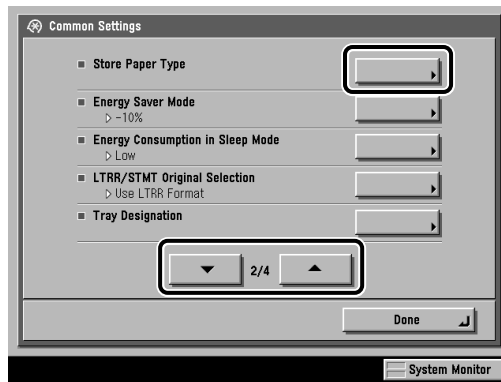 Common Settings
Store Paper Type
Energy Saver Mode
-10%
Energy Consumption in Sleep Mode
Low
LTRR/STMT Original Selection
Use LTRR Format
Tray Designation
2/4
Done
System Monitor